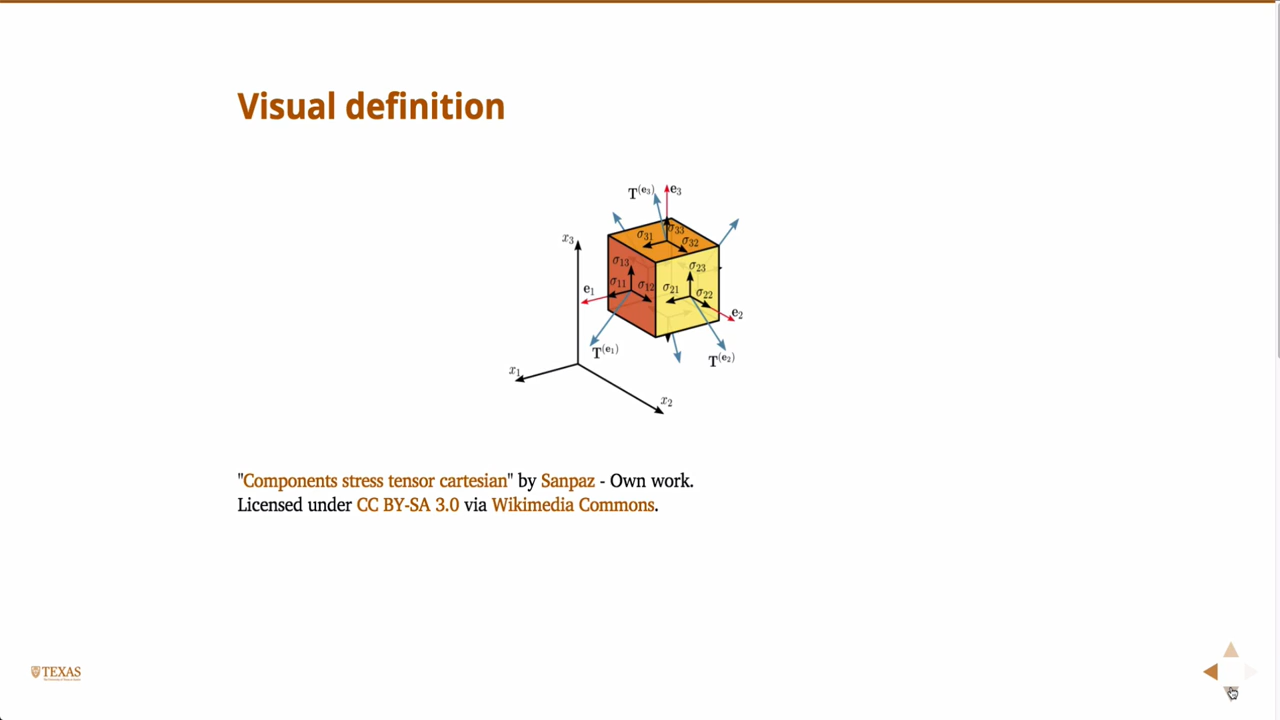 Visual definition
T^(e3) e3
x3
σ31 σ33 σ32
σ13 σ23
σ11 σ12 σ21 σ22
e1
e2
T^(e1) T^(e2)
x1
x2
"Components stress tensor cartesian" by Sanpaz - Own work.
Licensed under CC BY-SA 3.0 via Wikimedia Commons.
TEXAS